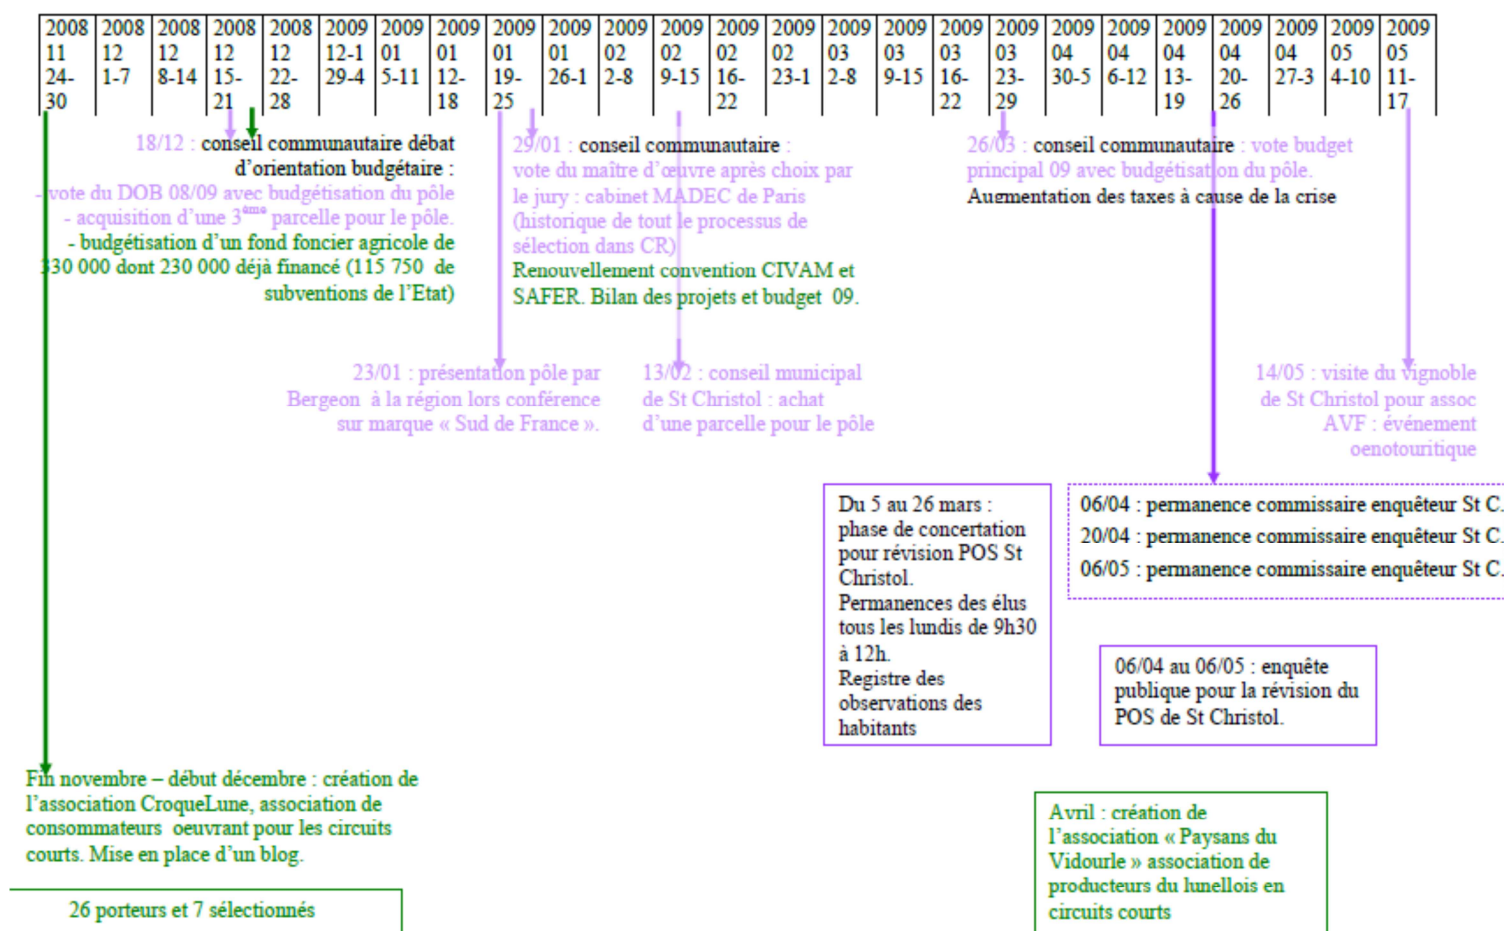 2008 2008 2008 2008 2008 2009 2009 2009 2009 2009 2009 2009 2009 2009 2009 2009 2009 2009 2009 2009 2009 2009 2009 2009 2009
11 12 12 12 12 12-1 01 01 01 01 02 02 02 02 03 03 03 03 04 04 04 04 04 05 05
24- 1-7 8-14 15- 22- 29-4 5-11 12- 19- 26-1 2-8 9-15 16- 23-1 2-8 9-15 16- 23- 30-5 6-12 13- 20- 27-3 4-10 11-
30 21 28 18 25 22 22 29 19 26 17
18/12 : conseil communautaire débat
d'orientation budgétaire :
- vote du DOB 08/09 avec budgétisation du pôle
- acquisition d'une 3ème parcelle pour le pôle.
- budgétisation d'un fond foncier agricole de
330 000 dont 230 000 déjà financé (115 750 de
subventions de l'Etat)
29/01 : conseil communautaire :
vote du maître d'œuvre après choix par
le jury : cabinet MADEC de Paris
(historique de tout le processus de
sélection dans CR)
Renouvellement convention CIVAM et
SAFER. Bilan des projets et budget 09.
26/03 : conseil communautaire : vote budget
principal 09 avec budgétisation du pôle.
Augmentation des taxes à cause de la crise
23/01 : présentation pôle par
Bergeon à la région lors conférence
sur marque « Sud de France ».
13/02 : conseil municipal
de St Christol : achat
d'une parcelle pour le pôle
14/05 : visite du vignoble
de St Christol pour assoc
AVF : événement
oenotouritique
Du 5 au 26 mars :
phase de concertation
pour révision POS St
Christol.
Permanences des élus
tous les lundis de 9h30
à 12h.
Registre des
observations des
habitants
06/04 : permanence commissaire enquêteur St C.
20/04 : permanence commissaire enquêteur St C.
06/05 : permanence commissaire enquêteur St C.
06/04 au 06/05 : enquête
publique pour la révision du
POS de St Christol.
Fin novembre – début décembre : création de
l'association CroqueLune, association de
consommateurs oeuvrant pour les circuits
courts. Mise en place d'un blog.
26 porteurs et 7 sélectionnés
Avril : création de
l'association « Paysans du
Vidourle » association de
producteurs du lunellois en
circuits courts